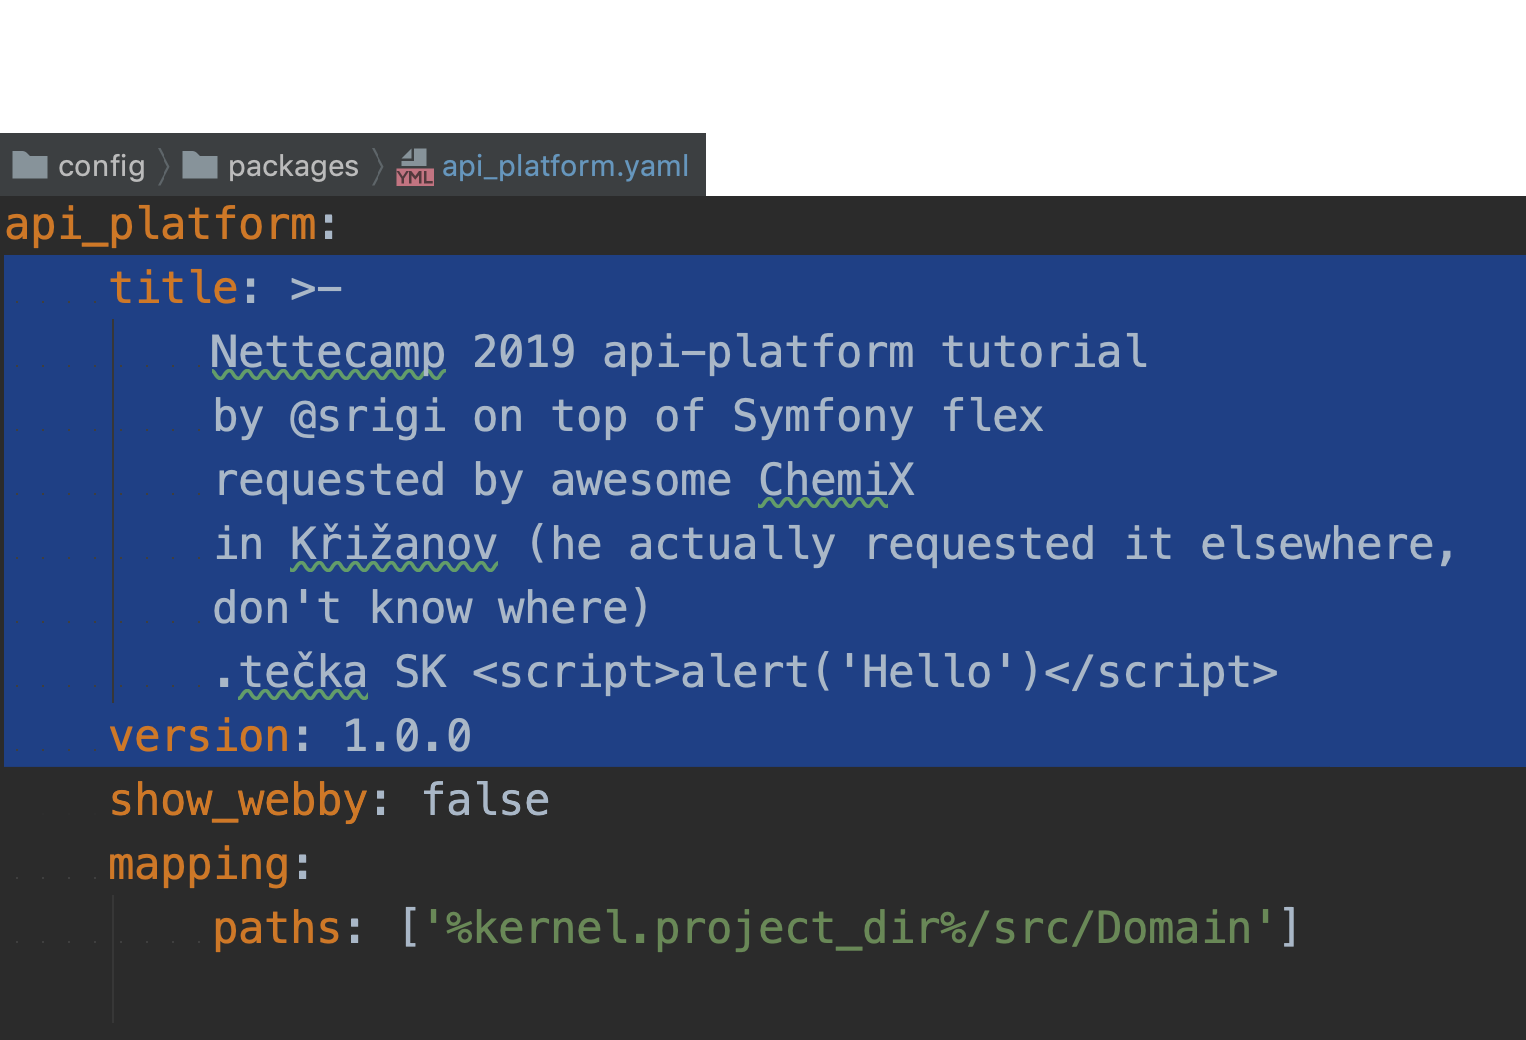 config packages YML api_platform.yaml
api_platform:
title: >-
Nettecamp 2019 api-platform tutorial
by @srigi on top of Symfony flex
requested by awesome ChemiX
in Křižanov (he actually requested it elsewhere,
don't know where)
.tečka SK <script>alert('Hello')</script>
version: 1.0.0
show_webby: false
mapping:
paths: ['%kernel.project_dir%/src/Domain']